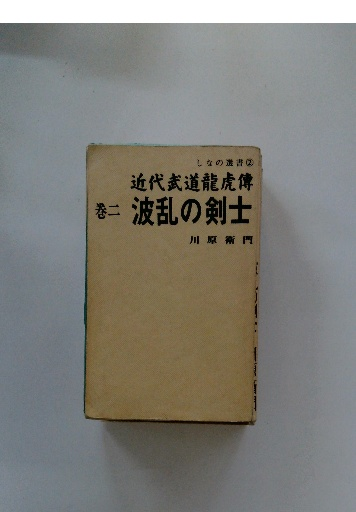 しなの選書②
近代武道龍虎傳
巻二 波乱の剣士
川原衛門